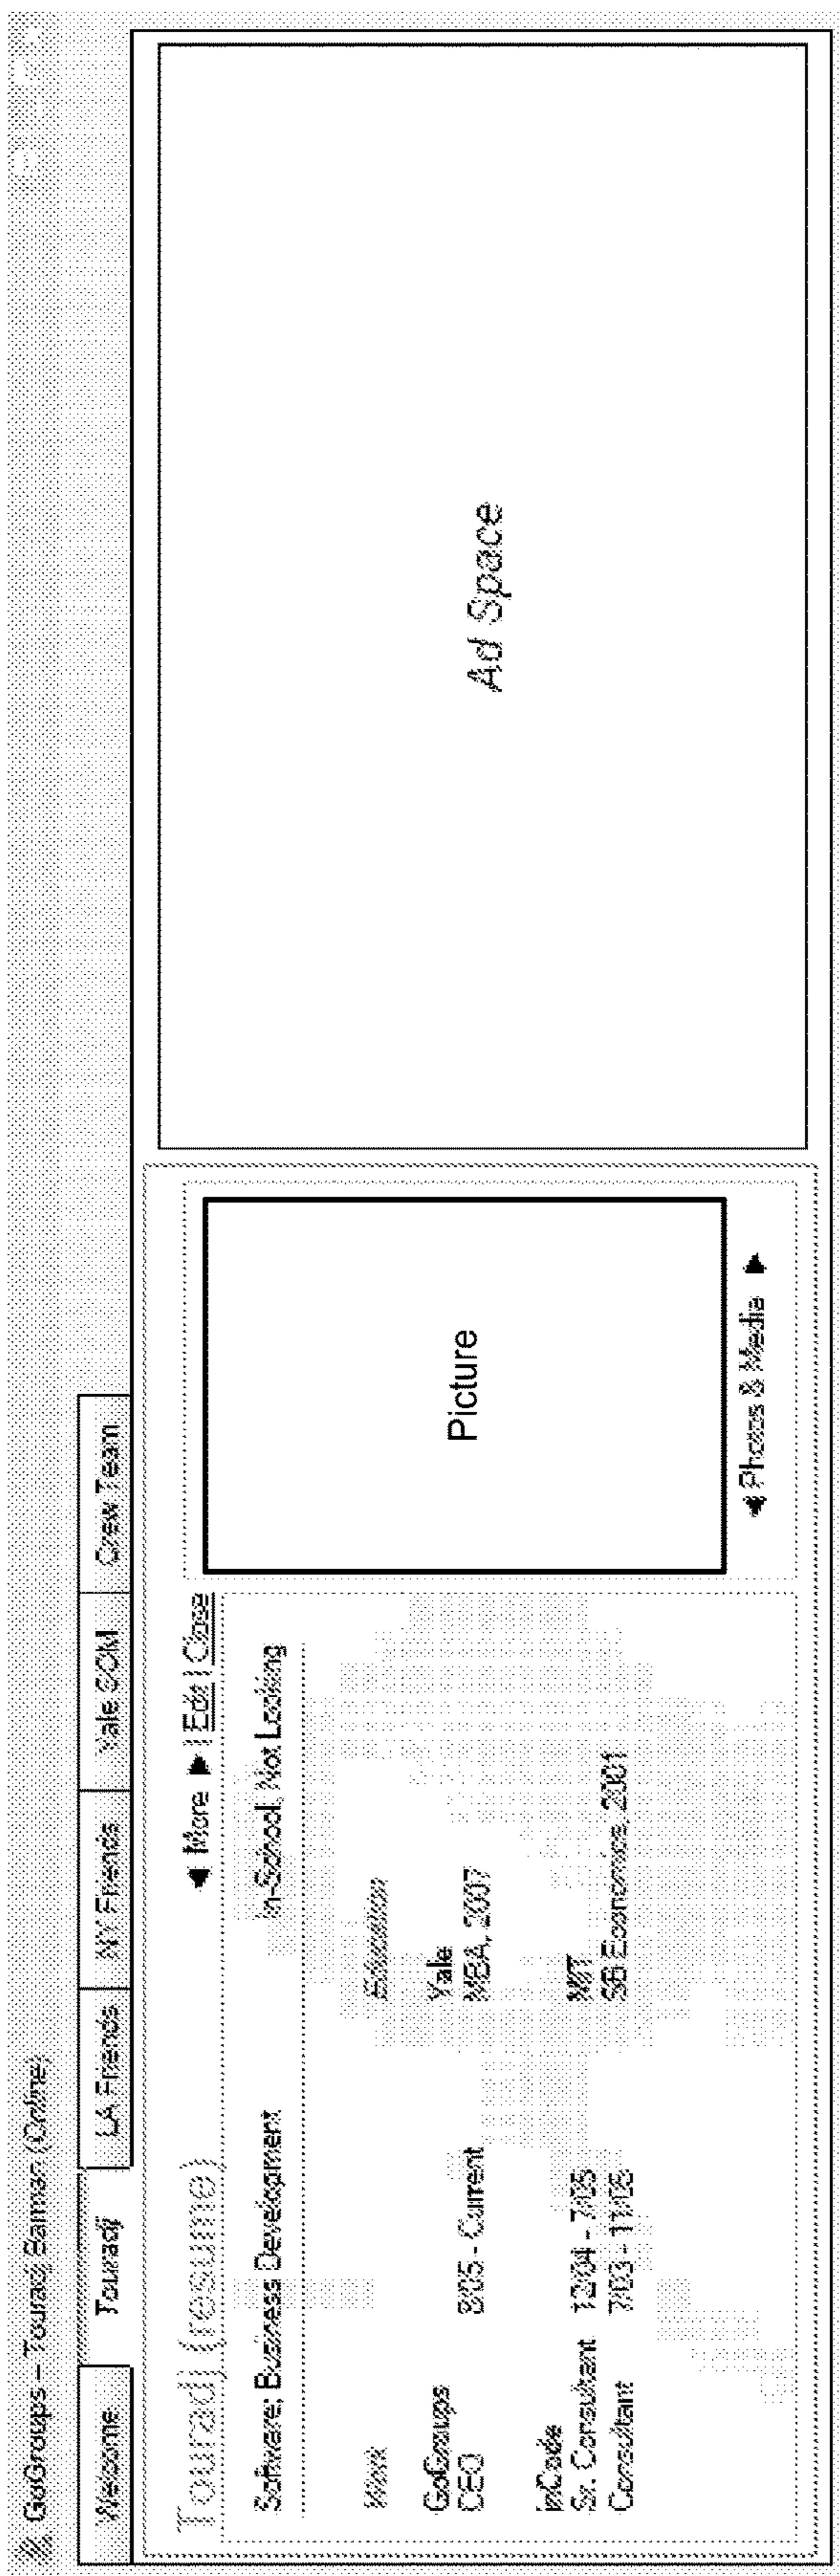 GoGroups – Touradj Barman (Online)
Welcome
Touradj
LA Friends
NY Friends
Yale SOM
Crew Team
Touradj (resume)
◄ More ► | Edit | Close
Software; Business Development
In-School, Not Looking
Work
Education
GoGroups
CEO 8/05 - Current
Yale
MBA, 2007
inCode
Sr. Consultant 12/04 - 7/05
Consultant 7/03 - 11/05
MIT
SB Economics, 2001
Picture
◄ Photos & Media ►
Ad Space